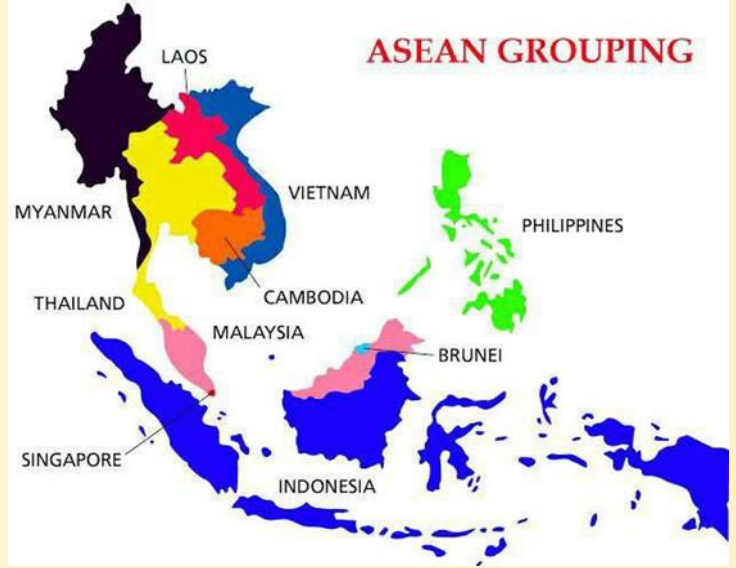 ASEAN GROUPING
LAOS
VIETNAM
MYANMAR
PHILIPPINES
CAMBODIA
THAILAND
MALAYSIA
BRUNEI
SINGAPORE
INDONESIA